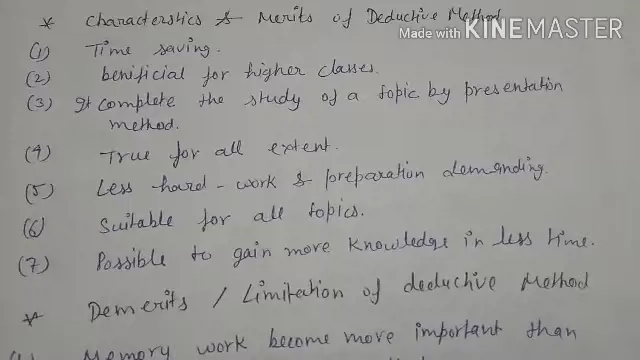 * Characterstics & Merits of Deductive Method
Made with KINEMASTER
(1) Time saving.
(2) benificial for higher classes.
(3) It complete the study of a topic by presentation
method.
(4) True for all extent.
(5) Less hard-work & preparation demanding.
(6) Suitable for all topics.
(7) Possible to gain more knowledge in less time.
* Demerits / Limitation of deductive Method
Memory work become more important than